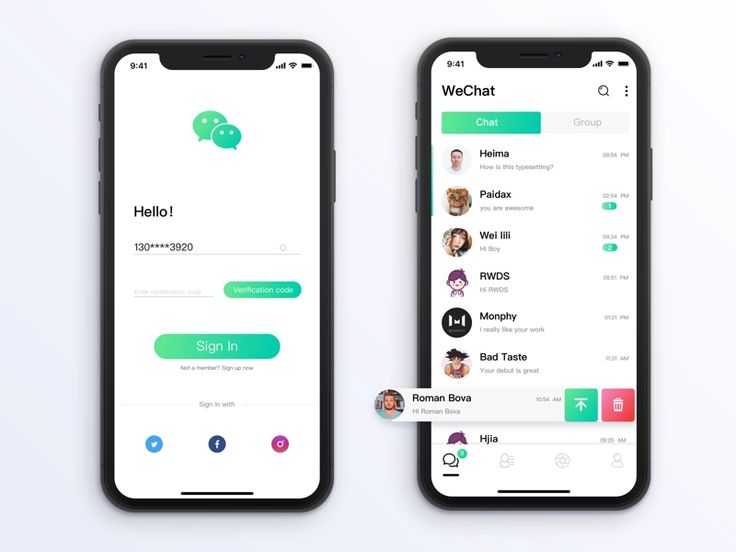 9:41
Hello!
130****3920
Enter confirmation code
Verification code
Sign In
Not a member? Sign up now
Sign in with
9:41
WeChat
Chat
Group
Heima
08:54 PM
How is this typesetting?
Paidax
02:54 PM
you are awesome
1
Wei lili
09:34 PM
Hi Boy
2
RWDS
05:51 PM
Hi RWDS
Monphy
01:21 PM
I really like your work
MONPHY
Bad Taste
11:31 AM
Your debut is great
Roman Bova
10:54 AM
Hi Roman Bova
Hjia
09:25 AM
3